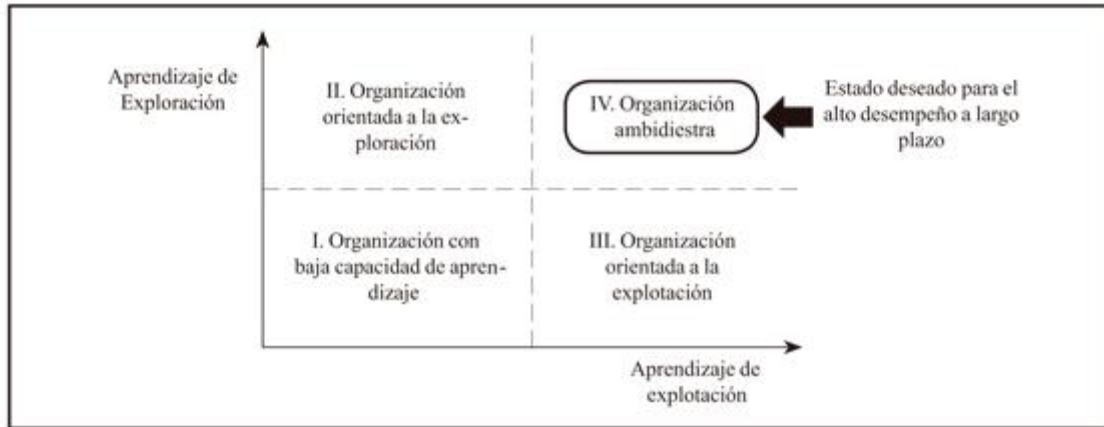 Aprendizaje de
Exploración
II. Organización
orientada a la ex-
ploración
IV. Organización
ambidiestra
Estado deseado para el
alto desempeño a largo
plazo
I. Organización con
baja capacidad de apren-
dizaje
III. Organización
orientada a la
explotación
Aprendizaje de
explotación